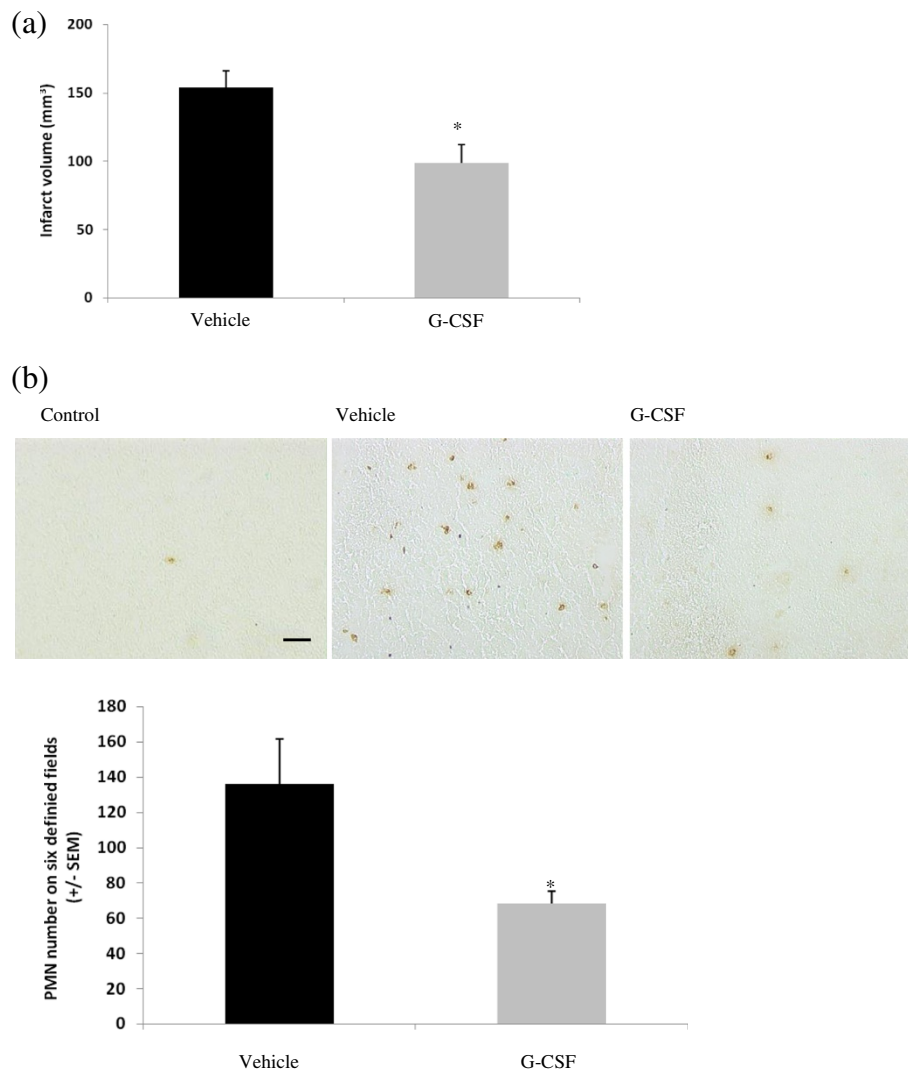 (a)
200
150
100
50
0
Infarct volume (mm³)
*
Vehicle G-CSF
(b)
Control Vehicle G-CSF
180
160
140
120
100
80
60
40
20
0
PMN number on six definied fields
(+/- SEM)
*
Vehicle G-CSF